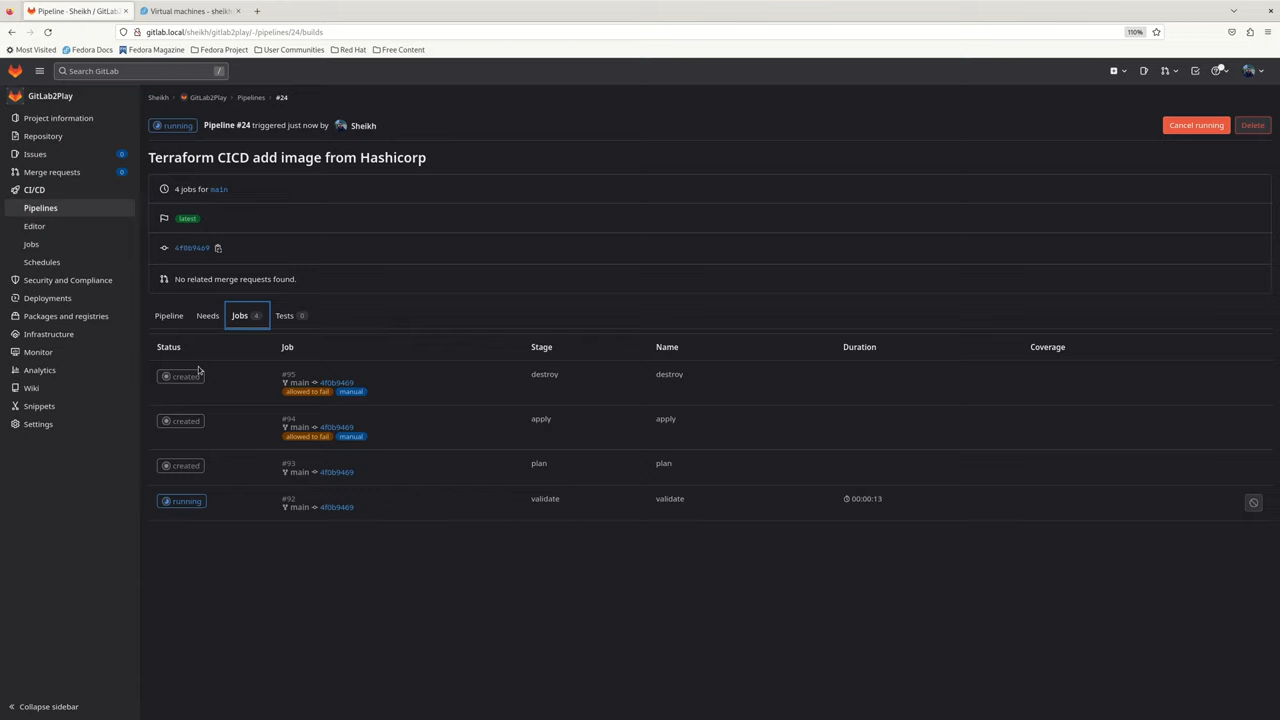 Pipeline · Sheikh / GitLab2
Virtual machines - sheikh
gitlab.local/sheikh/gitlab2play/-/pipelines/24/builds
110%
Most Visited
Fedora Docs
Fedora Magazine
Fedora Project
User Communities
Red Hat
Free Content
Search GitLab
/
GitLab2Play
Project information
Repository
Issues
0
Merge requests
0
CI/CD
Pipelines
Editor
Jobs
Schedules
Security and Compliance
Deployments
Packages and registries
Infrastructure
Monitor
Analytics
Wiki
Snippets
Settings
Collapse sidebar
Sheikh › GitLab2Play › Pipelines › #24
running Pipeline #24 triggered just now by Sheikh
Cancel running
Delete
Terraform CICD add image from Hashicorp
4 jobs for main
latest
4f0b9469
No related merge requests found.
Pipeline Needs Jobs 4 Tests 0
Status Job Stage Name Duration Coverage
created #95 destroy destroy
main 4f0b9469
allowed to fail manual
created #94 apply apply
main 4f0b9469
allowed to fail manual
created #93 plan plan
main 4f0b9469
running #92 validate validate 00:00:13
main 4f0b9469